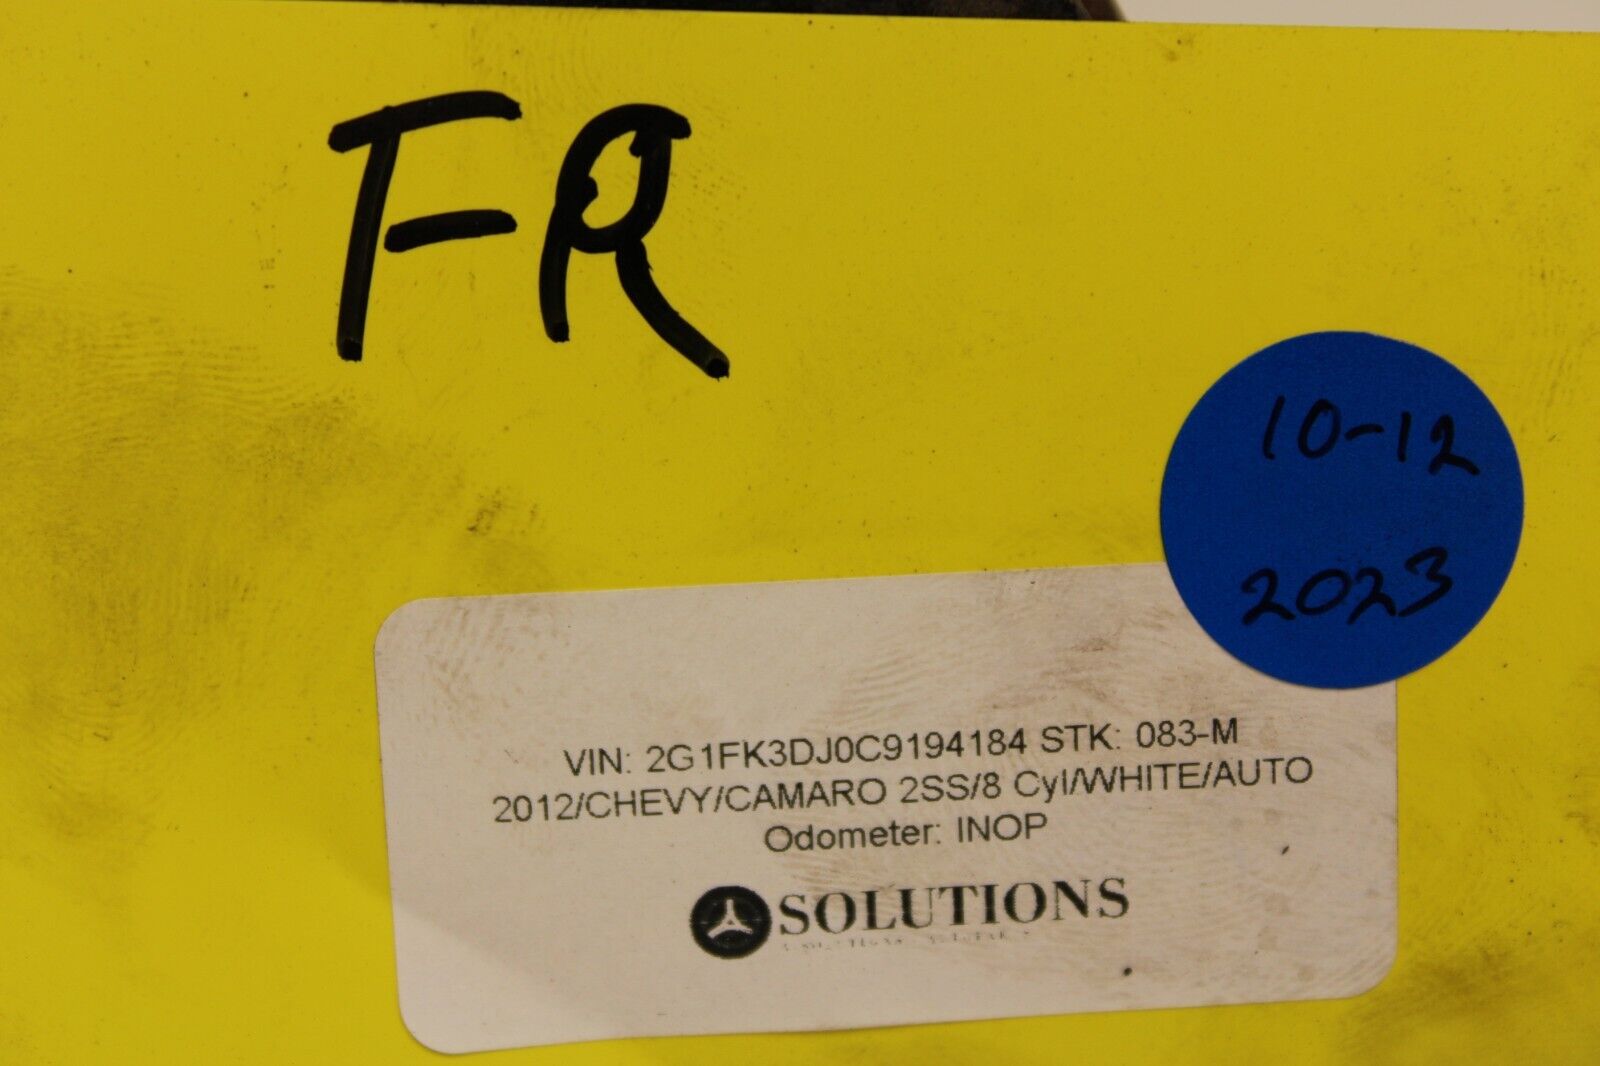 FR
10-12
2023
VIN: 2G1FK3DJ0C9194184 STK: 083-M
2012/CHEVY/CAMARO 2SS/8 Cyl/WHITE/AUTO
Odometer: INOP
SOLUTIONS